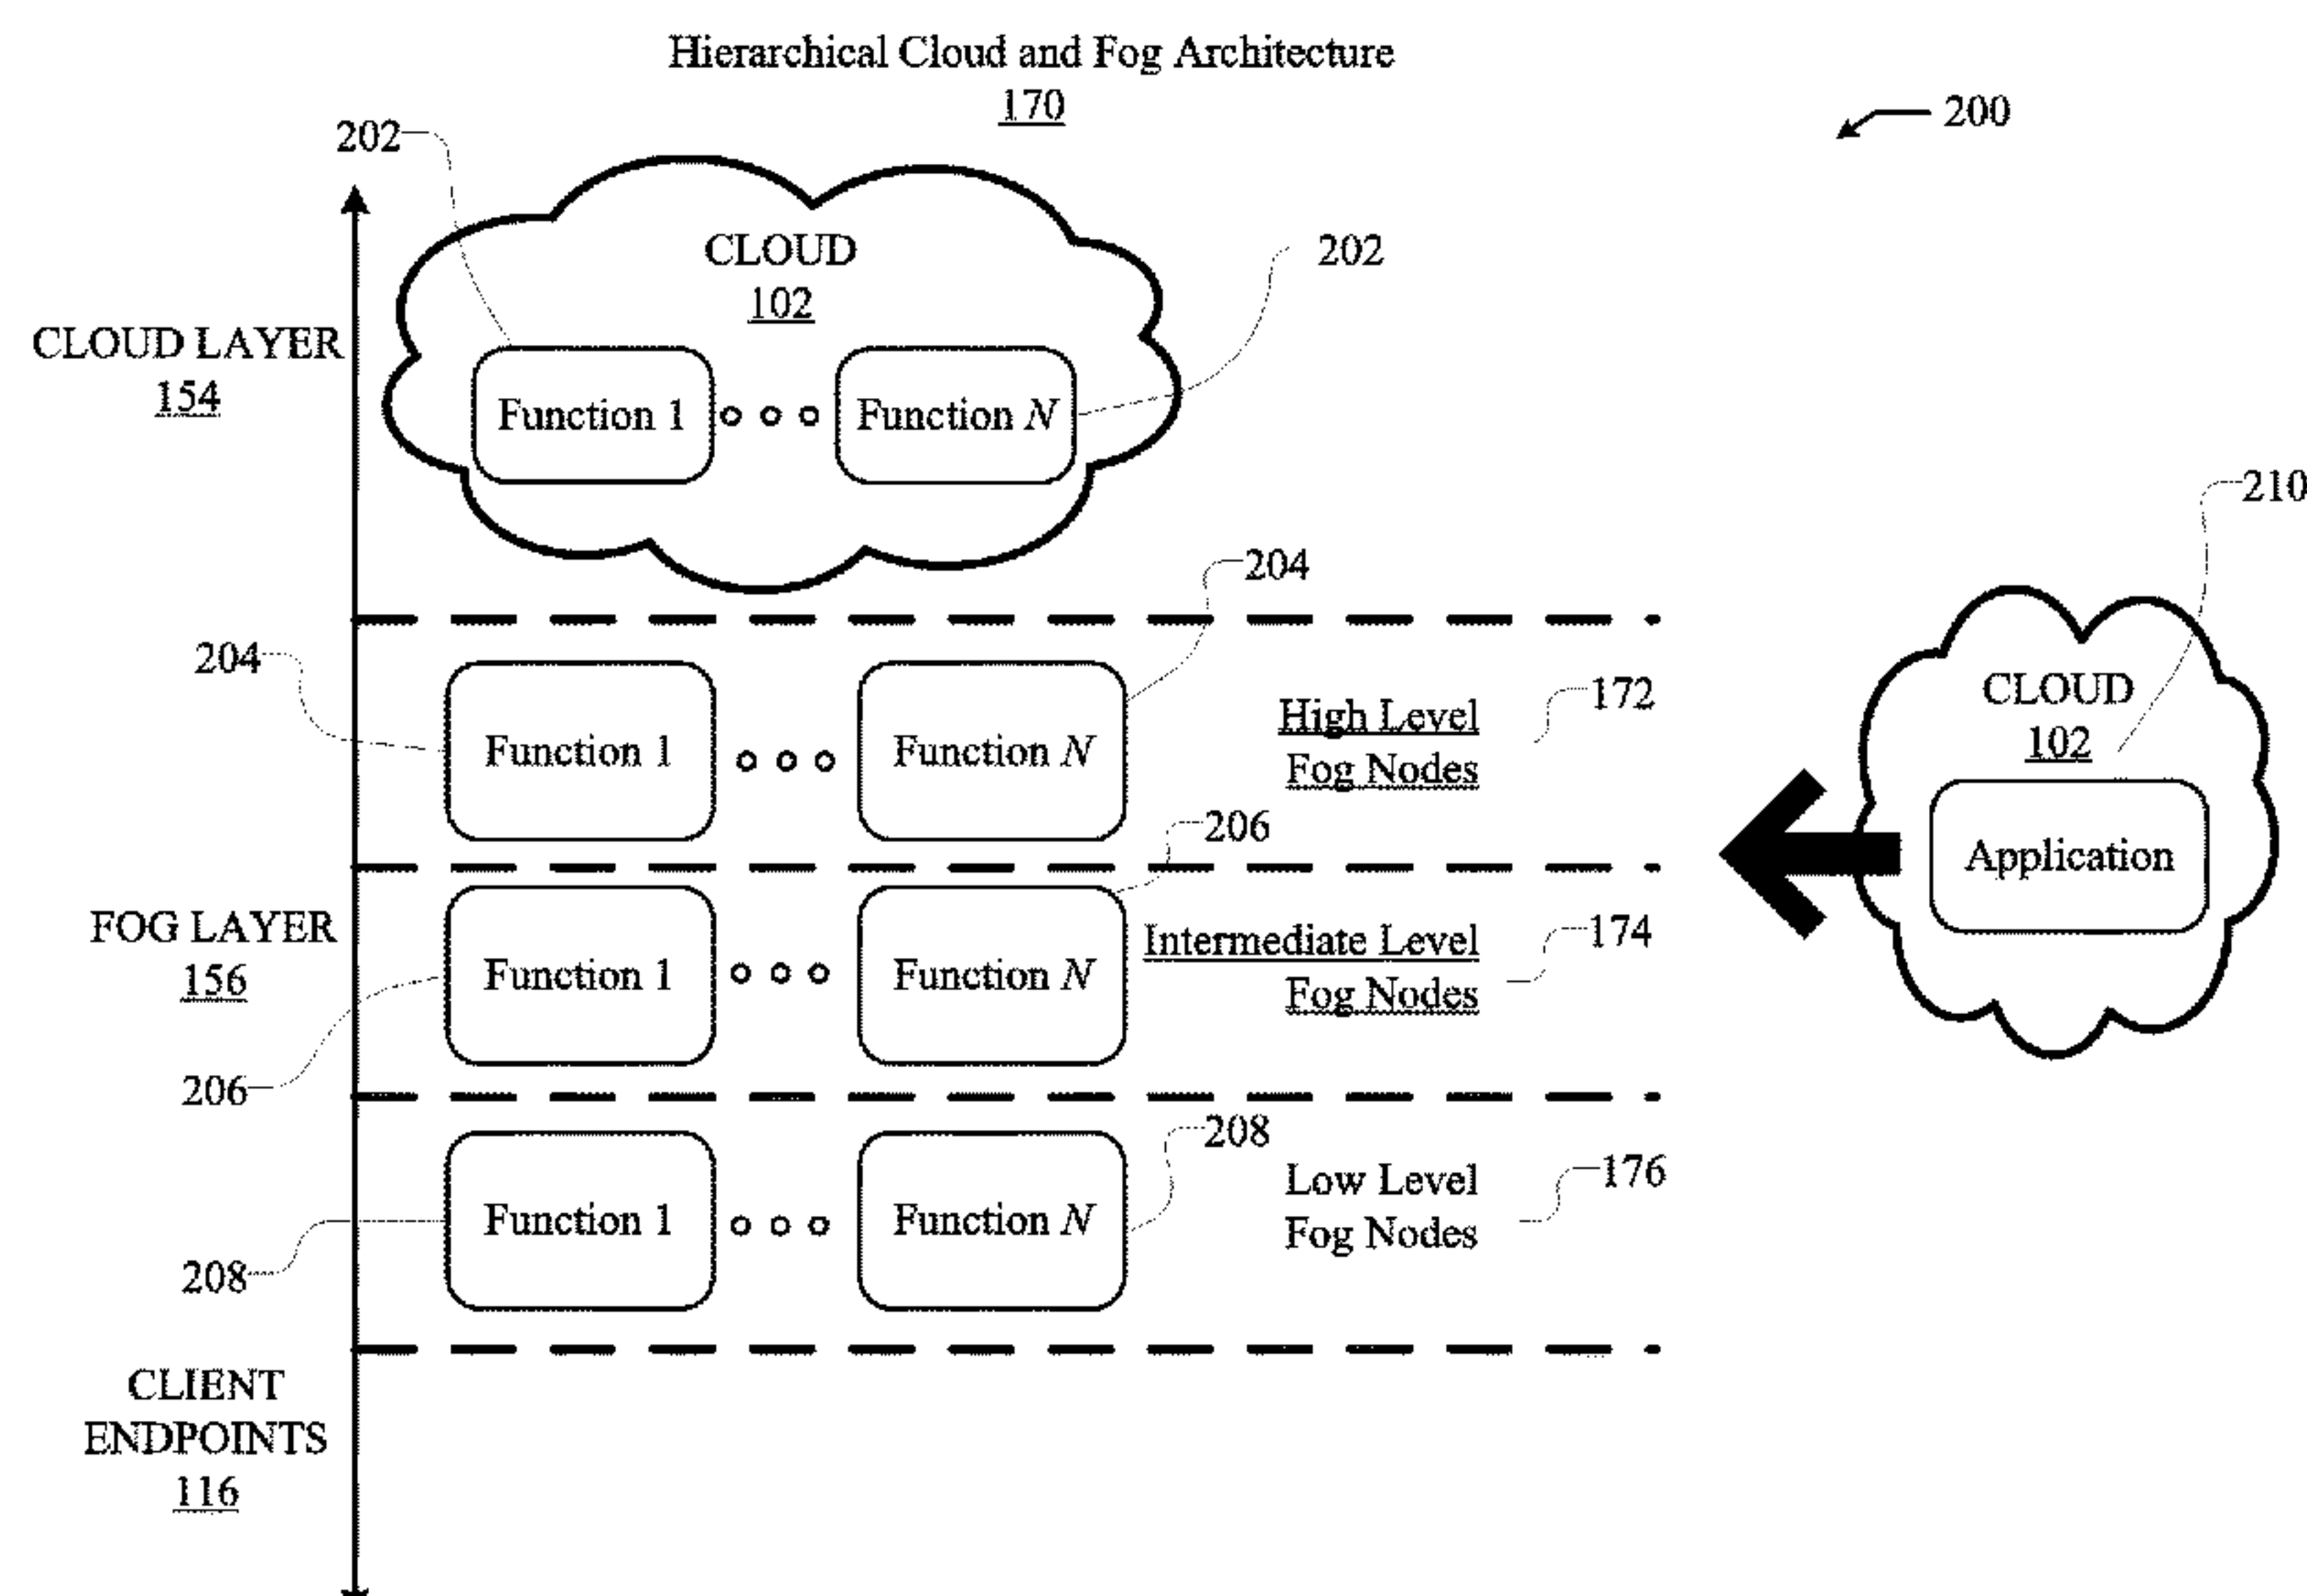 Hierarchical Cloud and Fog Architecture
170
200
202
CLOUD
102
202
CLOUD LAYER
154
Function 1
Function N
210
204
204
High Level
Fog Nodes
172
Function 1
Function N
CLOUD
102
Application
206
FOG LAYER
156
Function 1
Function N
Intermediate Level
Fog Nodes
174
206
208
Function 1
Function N
Low Level
Fog Nodes
176
208
CLIENT
ENDPOINTS
116